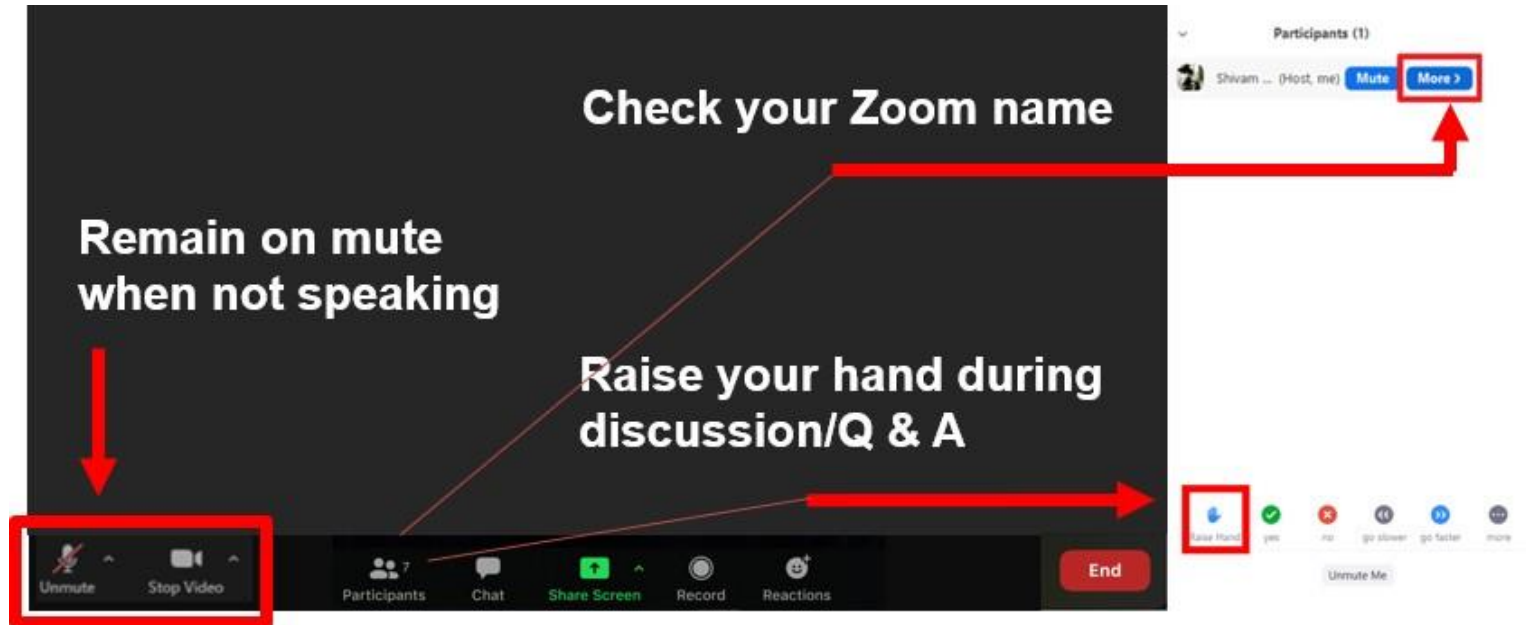 Participants (1)
Shivam ... (Host, me) Mute More >
Check your Zoom name
Remain on mute
when not speaking
Raise your hand during
discussion/Q & A
Raise Hand yes no go slower go faster more
Unmute Me
Unmute Stop Video Participants 7 Chat Share Screen Record Reactions End